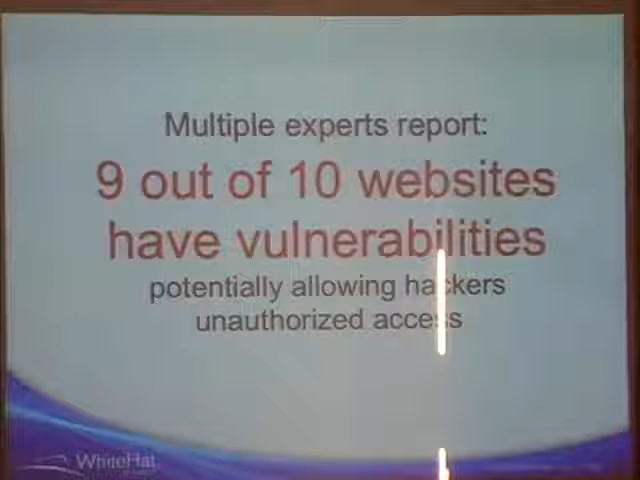 Multiple experts report:
9 out of 10 websites
have vulnerabilities
potentially allowing hackers
unauthorized access
WhiteHat